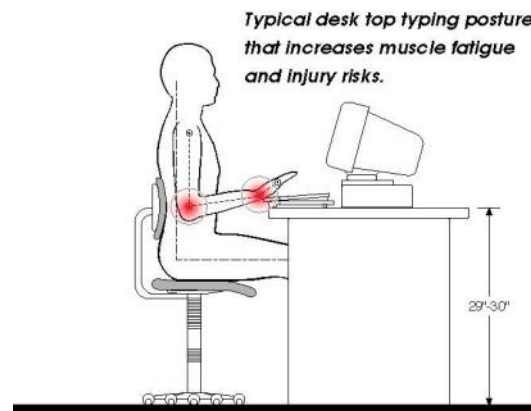 Typical desk top typing posture
that increases muscle fatigue
and injury risks.
29"-30"